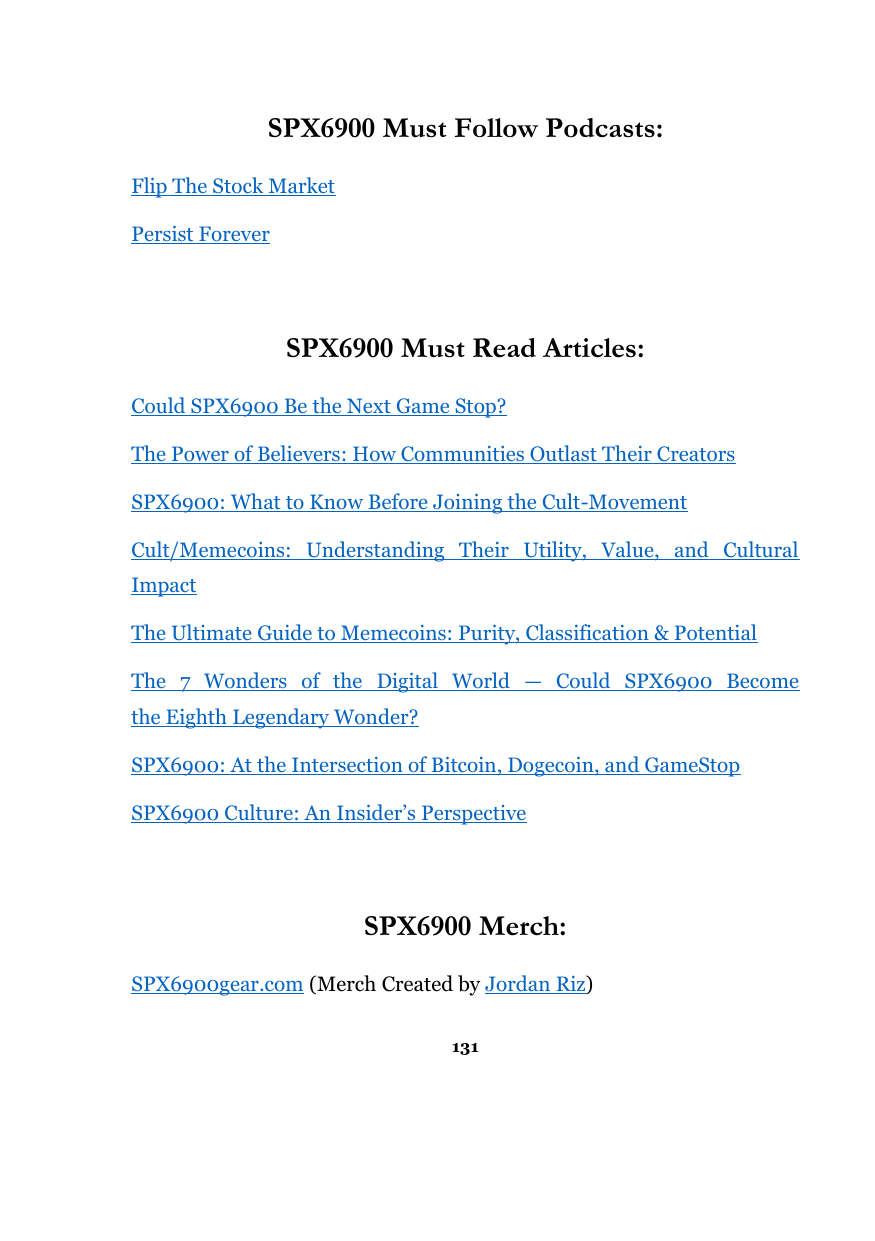 SPX6900 Must Follow Podcasts:
Flip The Stock Market
Persist Forever
SPX6900 Must Read Articles:
Could SPX6900 Be the Next Game Stop?
The Power of Believers: How Communities Outlast Their Creators
SPX6900: What to Know Before Joining the Cult-Movement
Cult/Memecoins: Understanding Their Utility, Value, and Cultural
Impact
The Ultimate Guide to Memecoins: Purity, Classification & Potential
The 7 Wonders of the Digital World — Could SPX6900 Become
the Eighth Legendary Wonder?
SPX6900: At the Intersection of Bitcoin, Dogecoin, and GameStop
SPX6900 Culture: An Insider’s Perspective
SPX6900 Merch:
SPX6900gear.com (Merch Created by Jordan Riz)
131